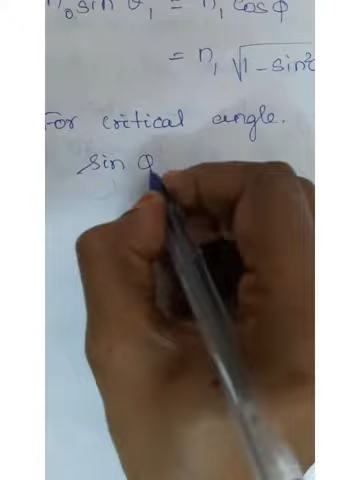 n₀ sin θ₁ = n₁ cos φ
= n₁ √1 - sin²
For critical angle.
sin